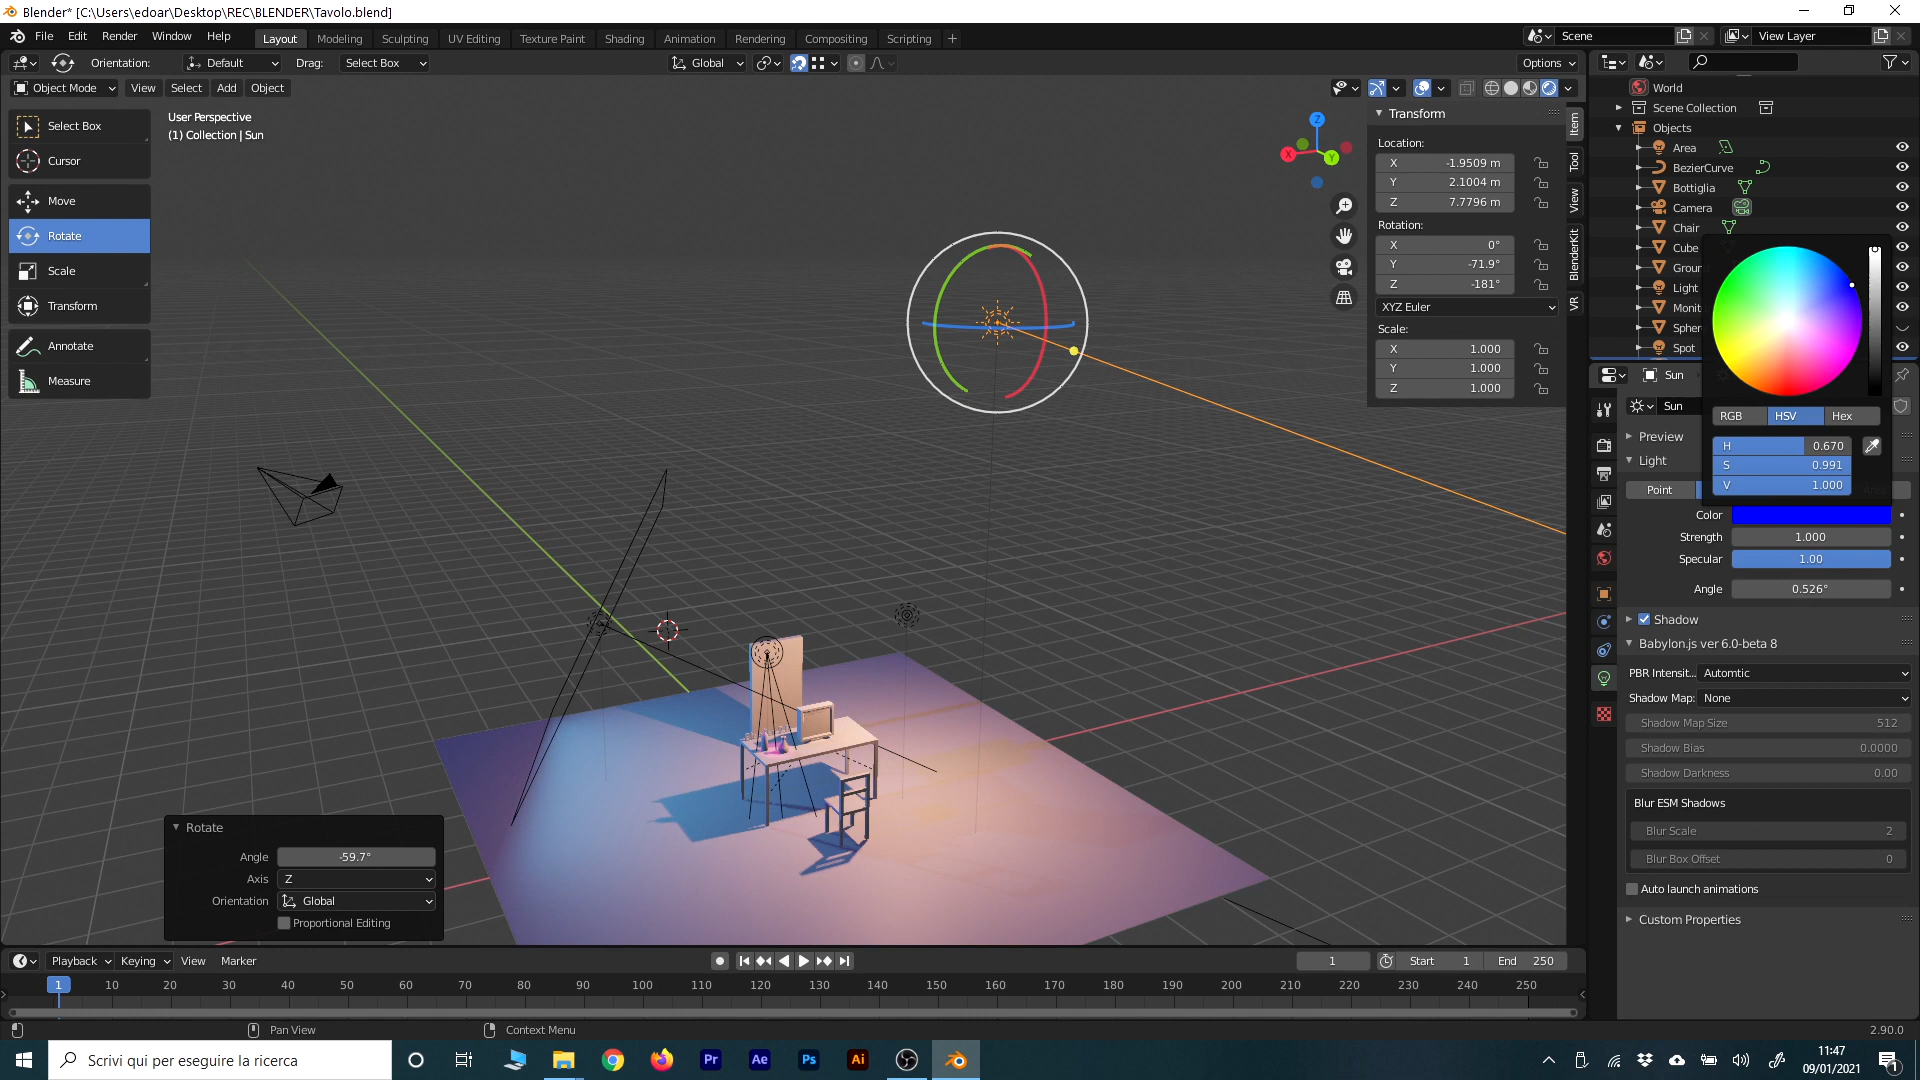 Blender* [C:\Users\edoar\Desktop\REC\BLENDER\Tavolo.blend]
File Edit Render Window Help Layout Modeling Sculpting UV Editing Texture Paint Shading Animation Rendering Compositing Scripting + Scene View Layer
Orientation: Default Drag: Select Box Global Options
Object Mode View Select Add Object
User Perspective
(1) Collection | Sun
Select Box
Cursor
Move
Rotate
Scale
Transform
Annotate
Measure
Z
X
Y
Transform
Location:
X -1.9509 m
Y 2.1004 m
Z 7.7796 m
Rotation:
X 0°
Y -71.9°
Z -181°
XYZ Euler
Scale:
X 1.000
Y 1.000
Z 1.000
Item
Tool
View
BlenderKit
VR
World
Scene Collection
Objects
Area
BezierCurve
Bottiglia
Camera
Chair
Cube
Groun
Light
Monit
Spher
Spot
Sun
Sun
RGB HSV Hex
H 0.670
S 0.991
V 1.000
Preview
Light
Point
Color
Strength 1.000
Specular 1.00
Angle 0.526°
Shadow
Babylon.js ver 6.0-beta 8
PBR Intensit... Automtic
Shadow Map: None
Shadow Map Size 512
Shadow Bias 0.0000
Shadow Darkness 0.00
Blur ESM Shadows
Blur Scale 2
Blur Box Offset 0
Auto launch animations
Custom Properties
Rotate
Angle -59.7°
Axis Z
Orientation Global
Proportional Editing
Playback Keying View Marker 1 Start 1 End 250
1 10 20 30 40 50 60 70 80 90 100 110 120 130 140 150 160 170 180 190 200 210 220 230 240 250
Pan View Context Menu 2.90.0
Scrivi qui per eseguire la ricerca Pr Ae Ps Ai
11:47
09/01/2021
1